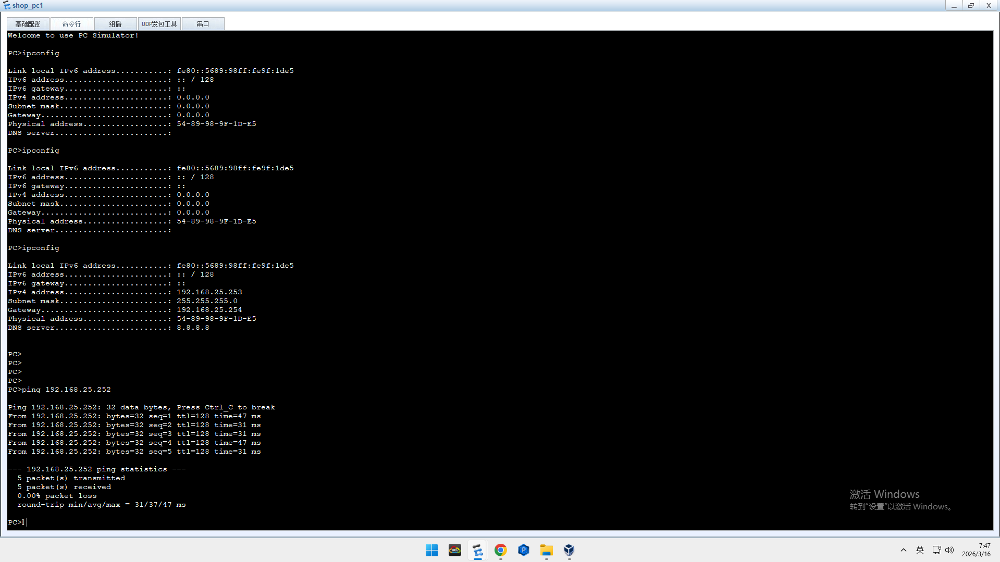 shop_pc1
基础配置 命令行 组播 UDP发包工具 串口
Welcome to use PC Simulator!
PC>ipconfig
Link local IPv6 address...........: fe80::5689:98ff:fe9f:1de5
IPv6 address......................: :: / 128
IPv6 gateway......................: ::
IPv4 address......................: 0.0.0.0
Subnet mask.......................: 0.0.0.0
Gateway...........................: 0.0.0.0
Physical address..................: 54-89-98-9F-1D-E5
DNS server........................:
PC>ipconfig
Link local IPv6 address...........: fe80::5689:98ff:fe9f:1de5
IPv6 address......................: :: / 128
IPv6 gateway......................: ::
IPv4 address......................: 0.0.0.0
Subnet mask.......................: 0.0.0.0
Gateway...........................: 0.0.0.0
Physical address..................: 54-89-98-9F-1D-E5
DNS server........................:
PC>ipconfig
Link local IPv6 address...........: fe80::5689:98ff:fe9f:1de5
IPv6 address......................: :: / 128
IPv6 gateway......................: ::
IPv4 address......................: 192.168.25.253
Subnet mask.......................: 255.255.255.0
Gateway...........................: 192.168.25.254
Physical address..................: 54-89-98-9F-1D-E5
DNS server........................: 8.8.8.8
PC>
PC>
PC>
PC>
PC>ping 192.168.25.252
Ping 192.168.25.252: 32 data bytes, Press Ctrl_C to break
From 192.168.25.252: bytes=32 seq=1 ttl=128 time=47 ms
From 192.168.25.252: bytes=32 seq=2 ttl=128 time=31 ms
From 192.168.25.252: bytes=32 seq=3 ttl=128 time=31 ms
From 192.168.25.252: bytes=32 seq=4 ttl=128 time=47 ms
From 192.168.25.252: bytes=32 seq=5 ttl=128 time=31 ms
--- 192.168.25.252 ping statistics ---
5 packet(s) transmitted
5 packet(s) received
0.00% packet loss
round-trip min/avg/max = 31/37/47 ms
PC>
激活 Windows
转到“设置”以激活 Windows。
HCL
P
英
7:47
2026/3/16